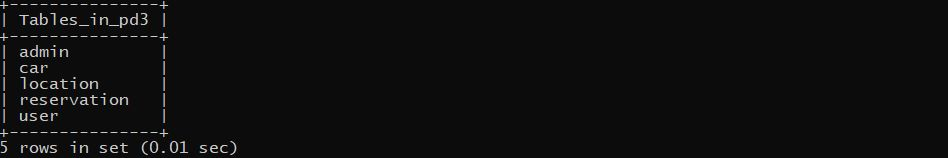 +---------------+
| Tables_in_pd3 |
+---------------+
| admin         |
| car           |
| location      |
| reservation   |
| user          |
+---------------+
5 rows in set (0.01 sec)